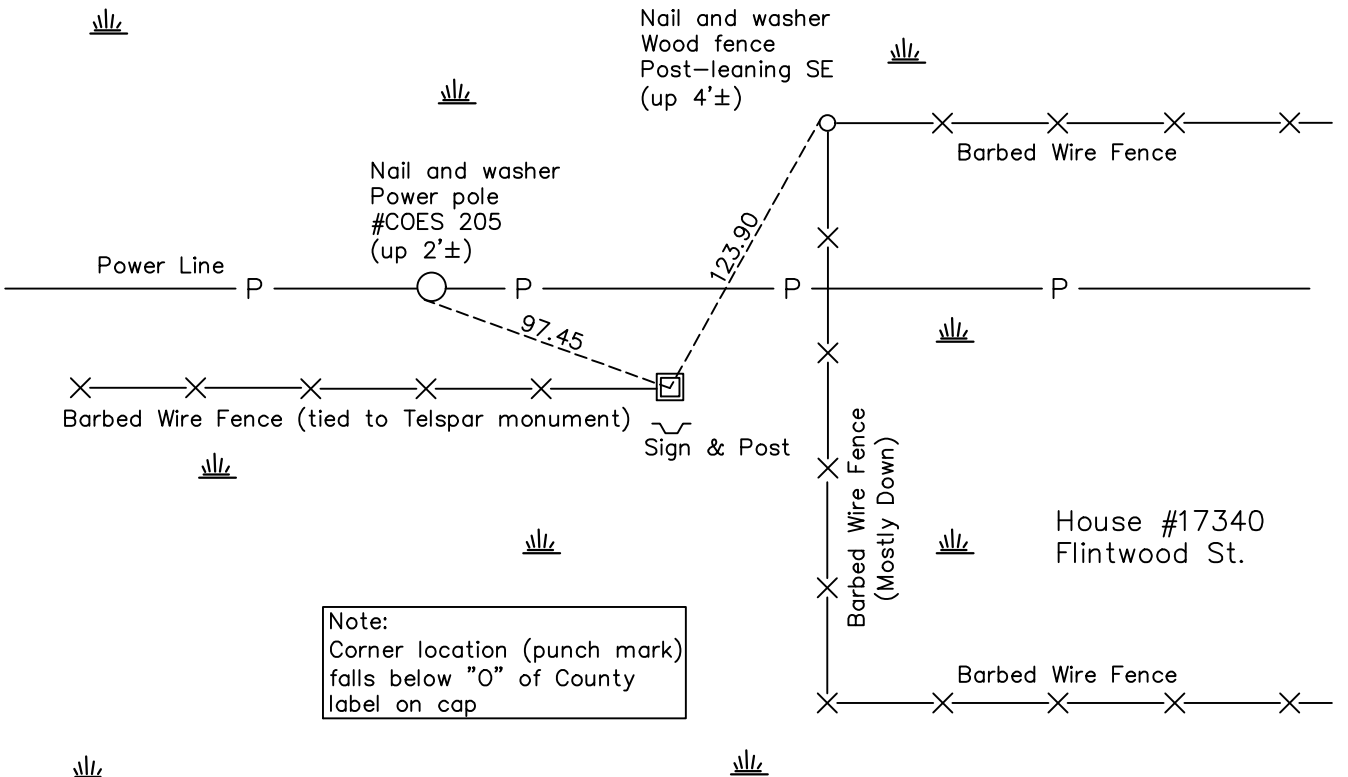 Nail and washer
Wood fence
Post-leaning SE
(up 4'±)
Barbed Wire Fence
Nail and washer
Power pole
#COES 205
(up 2'±)
Power Line
P
P
P
P
123.90
97.45
Barbed Wire Fence (tied to Telspar monument)
Sign & Post
Barbed Wire Fence
(Mostly Down)
House #17340
Flintwood St.
Note:
Corner location (punch mark)
falls below "O" of County
label on cap
Barbed Wire Fence